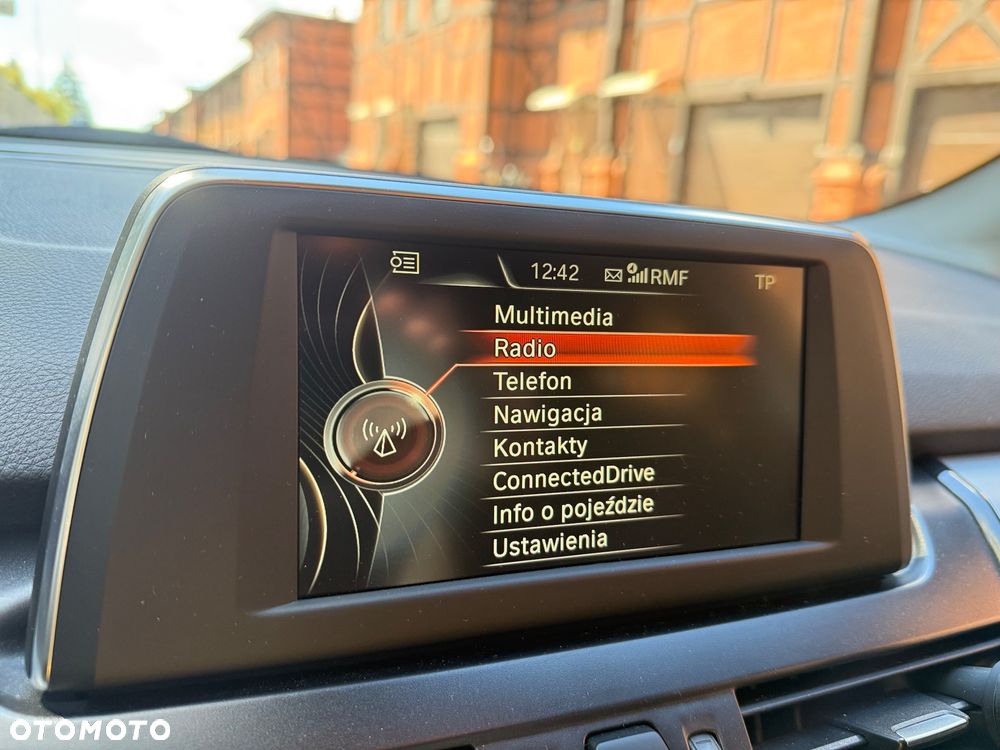 12:42 RMF TP
Multimedia
Radio
Telefon
Nawigacja
Kontakty
ConnectedDrive
Info o pojeździe
Ustawienia
OTOMOTO